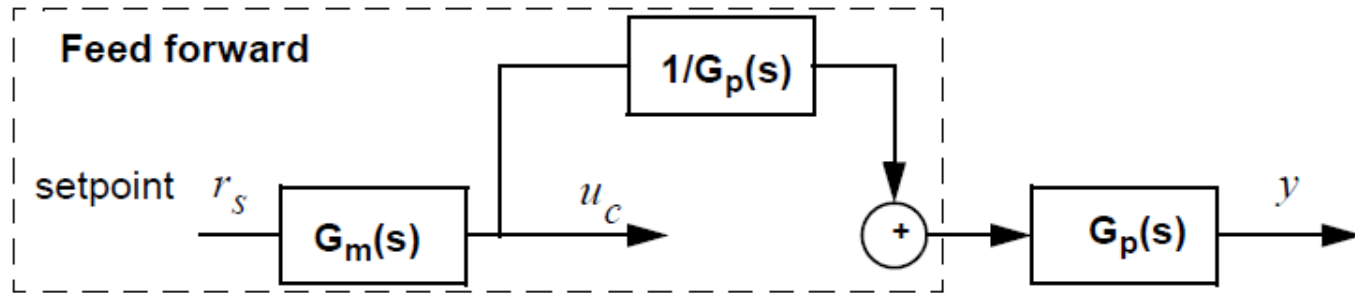 Feed forward
1/Gp(s)
setpoint rs
Gm(s)
uc
+
Gp(s)
y